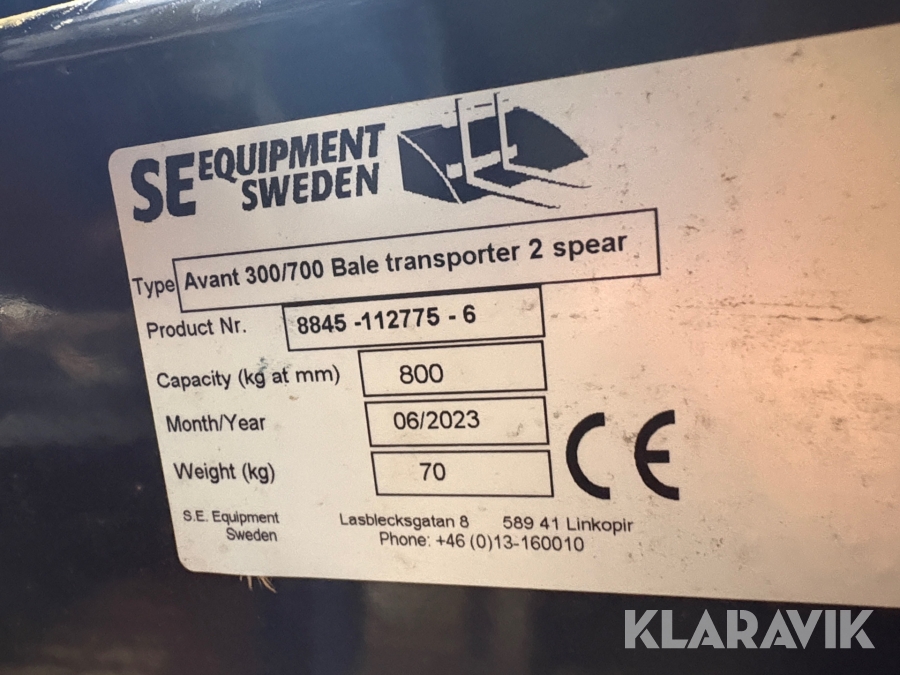 SE EQUIPMENT
SWEDEN
Type Avant 300/700 Bale transporter 2 spear
Product Nr. 8845 -112775 - 6
Capacity (kg at mm) 800
Month/Year 06/2023
Weight (kg) 70
CE
S.E. Equipment Lasblecksgatan 8 589 41 Linkopir
Sweden Phone: +46 (0)13-160010
KLARAVIK